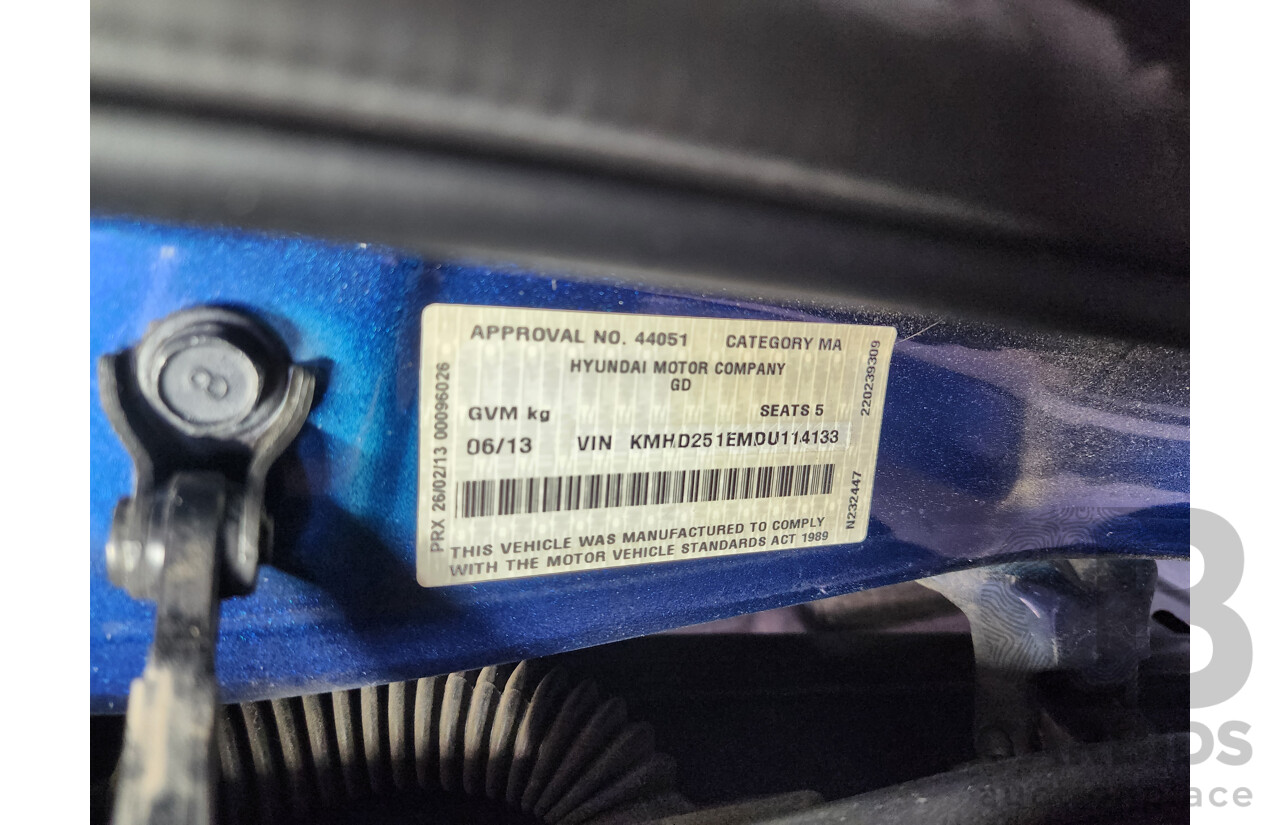 APPROVAL NO. 44051 CATEGORY MA
HYUNDAI MOTOR COMPANY
GD
GVM kg SEATS 5
06/13 VIN KMHD251EMDU114133
THIS VEHICLE WAS MANUFACTURED TO COMPLY
WITH THE MOTOR VEHICLE STANDARDS ACT 1989
PRX 26/02/13 00096026
220239309
N232447
8